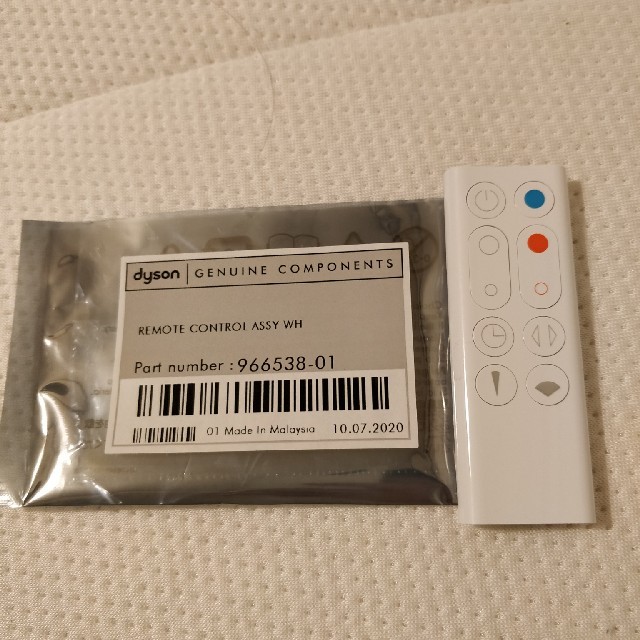 dyson GENUINE COMPONENTS
REMOTE CONTROL ASSY WH
Part number : 966538-01
01 Made In Malaysia 10.07.2020